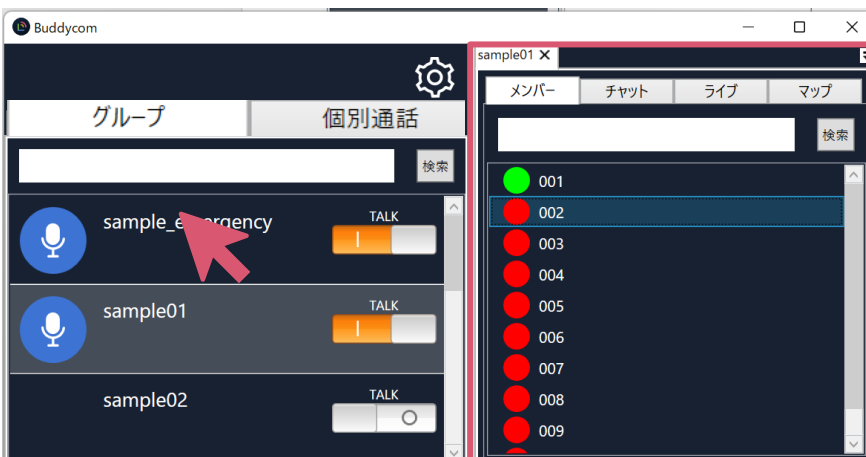 Buddycom
グループ
個別通話
検索
sample_emergency
TALK
sample01
TALK
sample02
TALK
sample01
メンバー
チャット
ライブ
マップ
検索
001
002
003
004
005
006
007
008
009